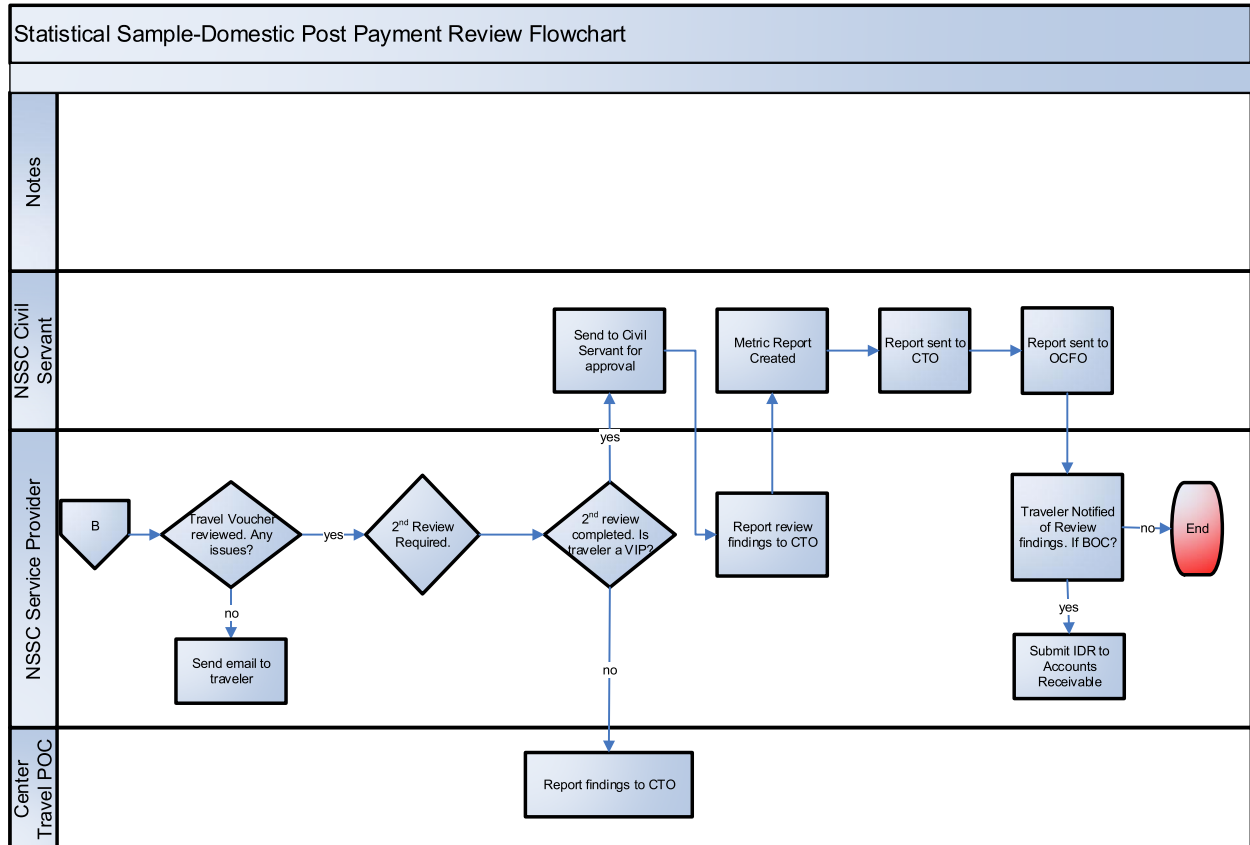 Statistical Sample-Domestic Post Payment Review Flowchart
Notes
NSSC Civil
Servant
Send to Civil
Servant for
approval
Metric Report
Created
Report sent to
CTO
Report sent to
OCFO
NSSC Service Provider
yes
B
Travel Voucher
reviewed. Any
issues?
yes
2nd Review
Required.
2nd review
completed. Is
traveler a VIP?
Report review
findings to CTO
Traveler Notified
of Review
findings. If BOC?
no
End
no
Send email to
traveler
no
yes
Submit IDR to
Accounts
Receivable
Center
Travel POC
Report findings to CTO